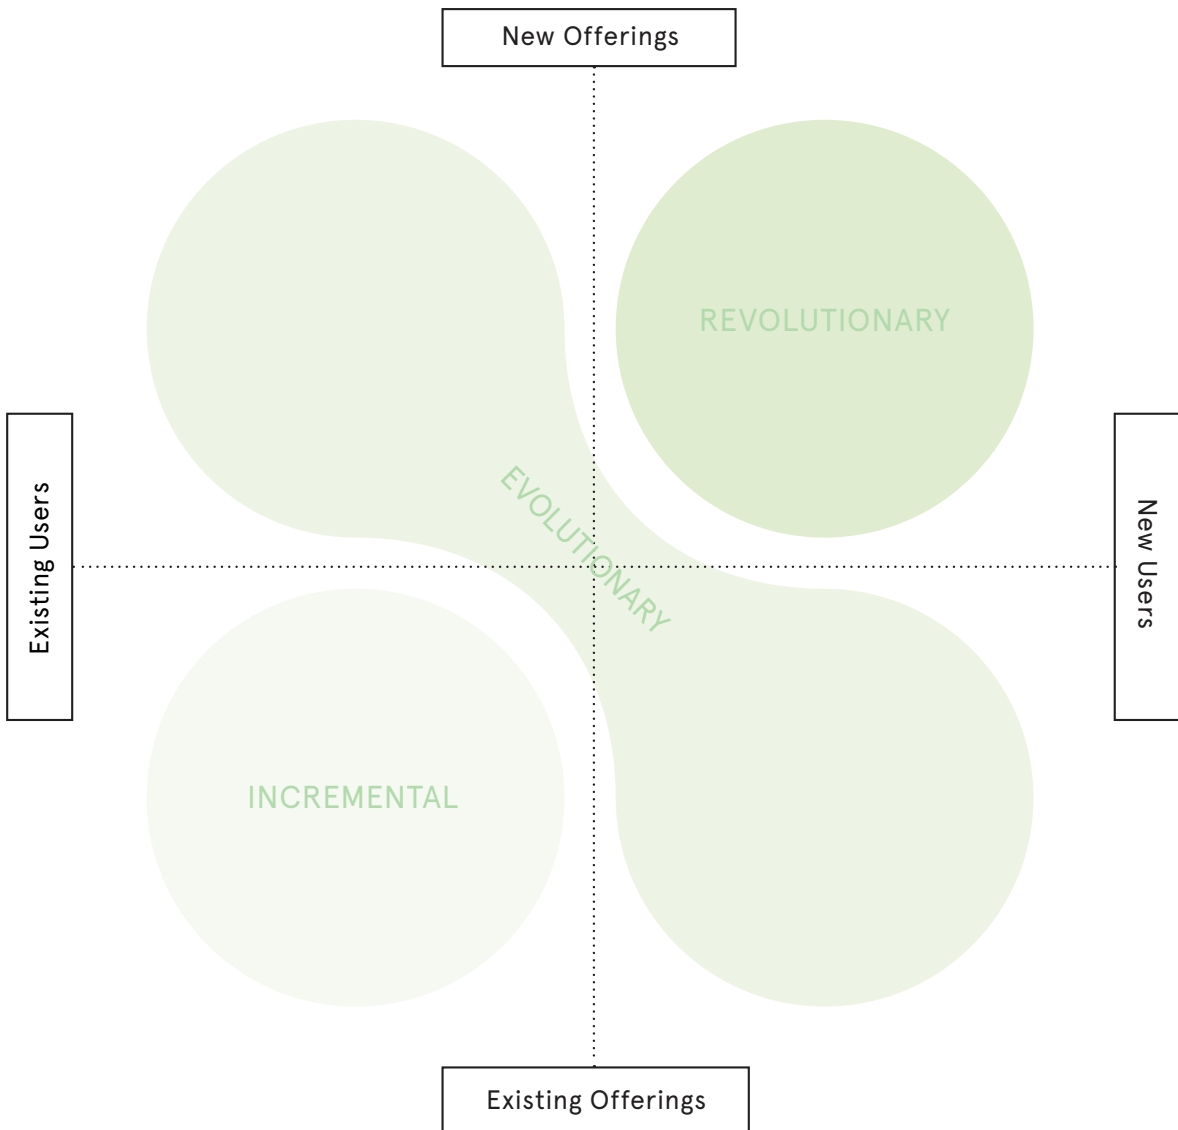 New Offerings
REVOLUTIONARY
Existing Users
EVOLUTIONARY
New Users
INCREMENTAL
Existing Offerings